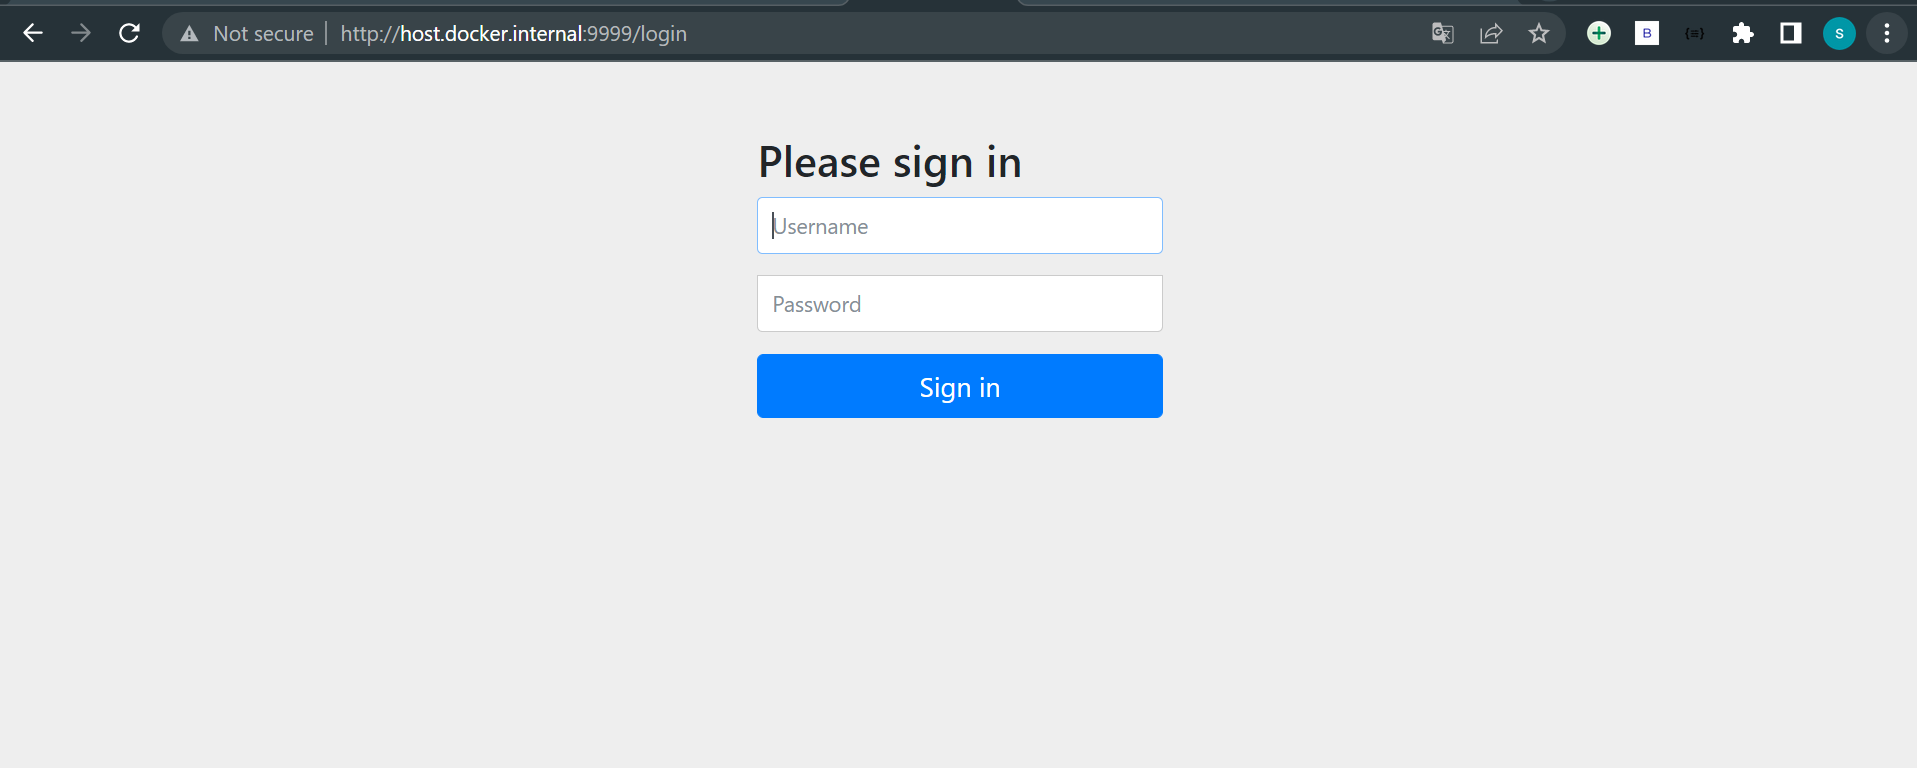 Not secure http://host.docker.internal:9999/login B {≡} S
Please sign in
Username
Password
Sign in